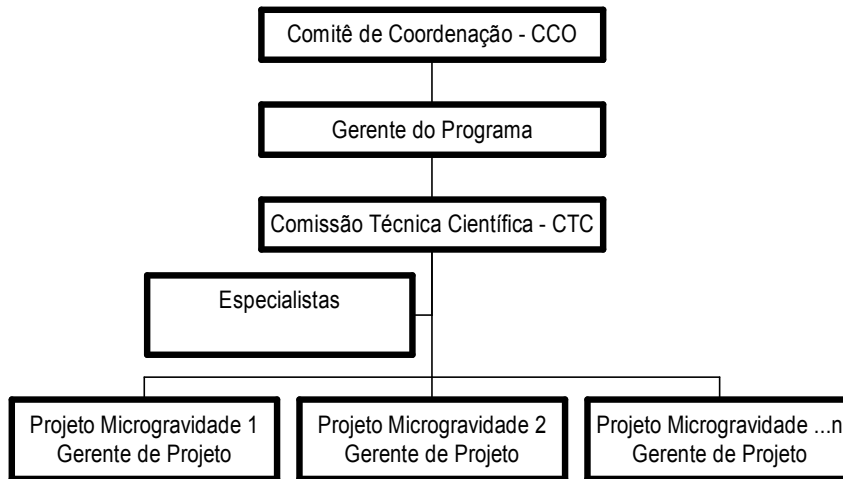 Comitê de Coordenação - CCO
Gerente do Programa
Comissão Técnica Científica - CTC
Especialistas
Projeto Microgravidade 1
Gerente de Projeto
Projeto Microgravidade 2
Gerente de Projeto
Projeto Microgravidade ...n
Gerente de Projeto